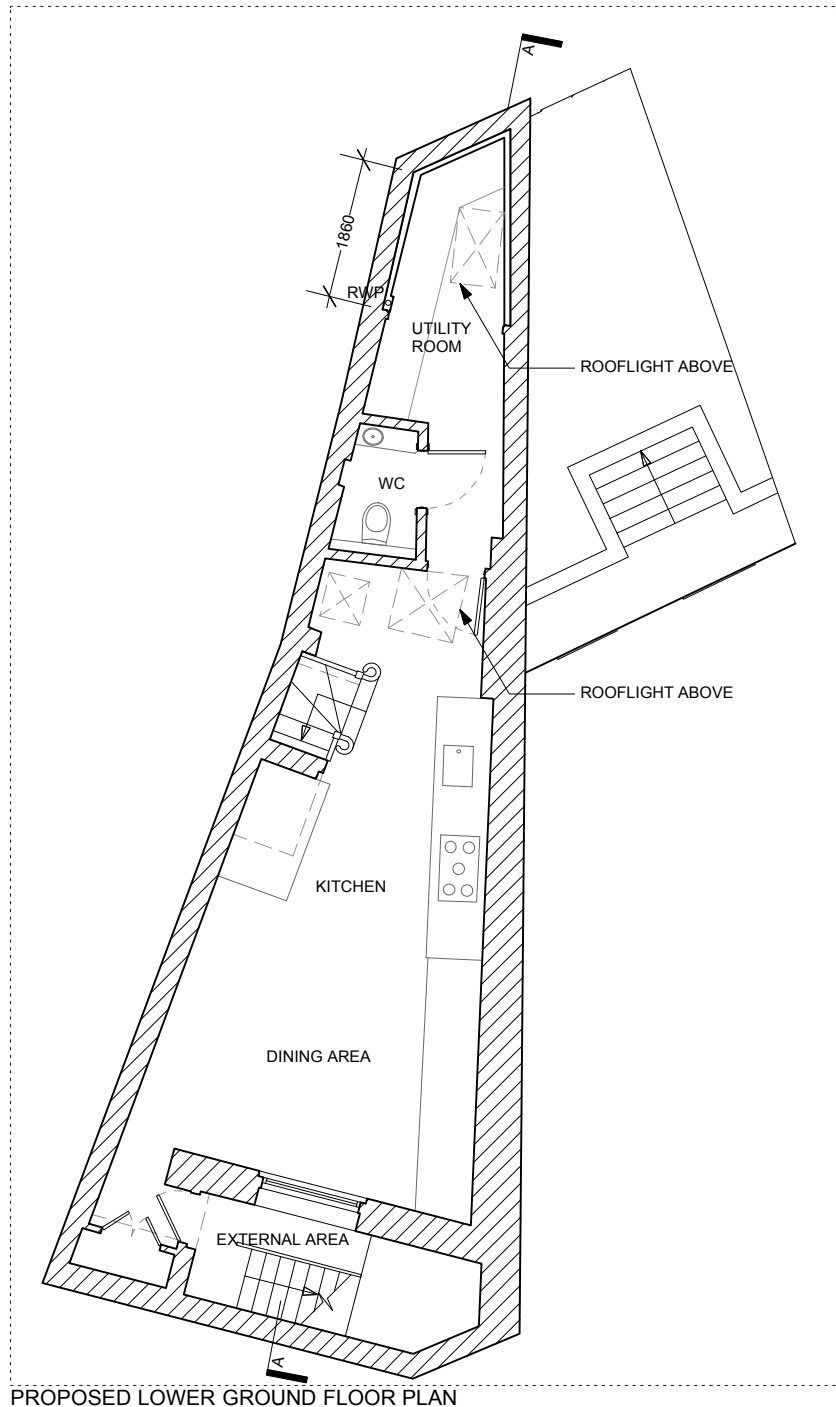 A
1860
RWP
UTILITY
ROOM
ROOFLIGHT ABOVE
WC
ROOFLIGHT ABOVE
KITCHEN
DINING AREA
EXTERNAL AREA
A
PROPOSED LOWER GROUND FLOOR PLAN